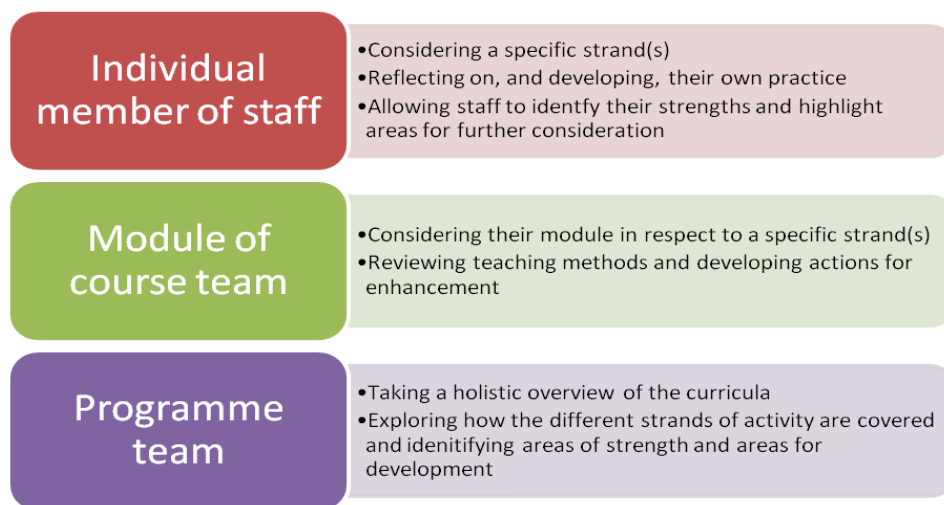 Individual
member of staff
•Considering a specific strand(s)
•Reflecting on, and developing, their own practice
•Allowing staff to identfy their strengths and highlight
areas for further consideration
Module of
course team
•Considering their module in respect to a specific strand(s)
•Reviewing teaching methods and developing actions for
enhancement
Programme
team
•Taking a holistic overview of the curricula
•Exploring how the different strands of activity are covered
and idenitifying areas of strength and areas for
development